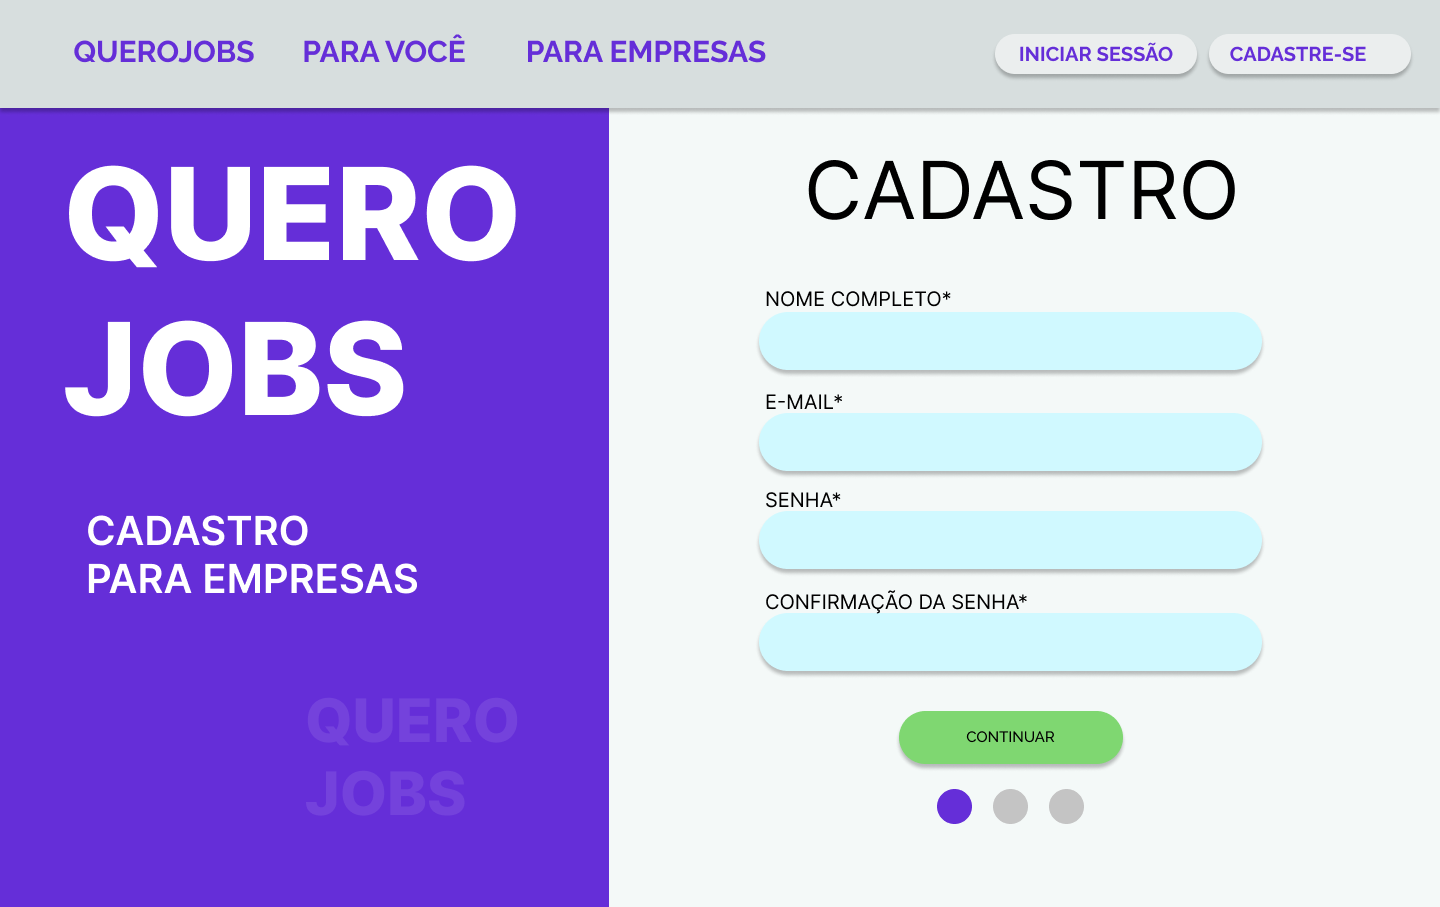 QUEROJOBS PARA VOCÊ PARA EMPRESAS INICIAR SESSÃO CADASTRE-SE
QUERO
JOBS
CADASTRO
PARA EMPRESAS
QUERO
JOBS
CADASTRO
NOME COMPLETO*
E-MAIL*
SENHA*
CONFIRMAÇÃO DA SENHA*
CONTINUAR